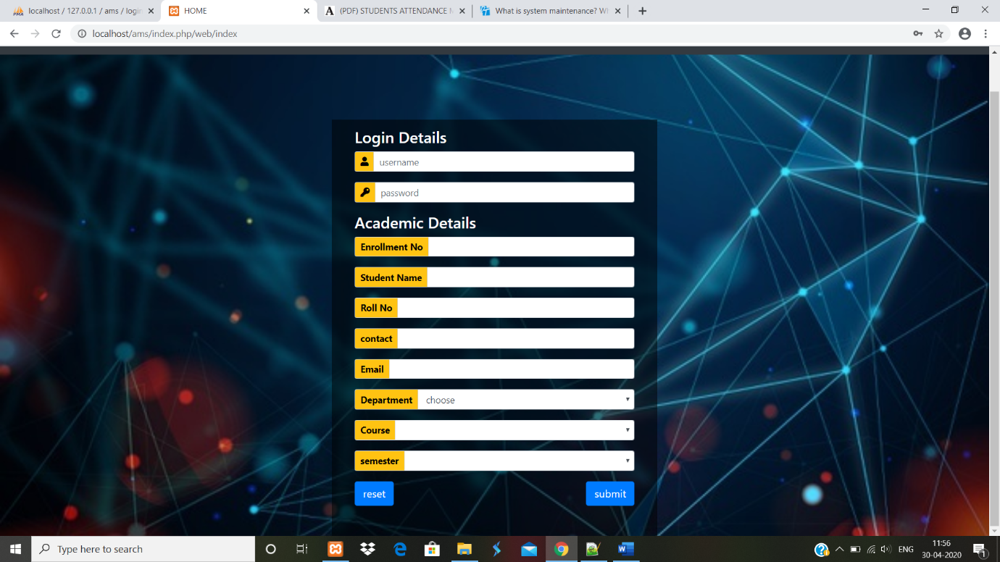 localhost / 127.0.0.1 / ams / login
HOME
(PDF) STUDENTS ATTENDANCE M
What is system maintenance? Wh
localhost/ams/index.php/web/index
Login Details
username
password
Academic Details
Enrollment No
Student Name
Roll No
contact
Email
Department choose
Course
semester
reset submit
Type here to search
ENG
11:56
30-04-2020
1